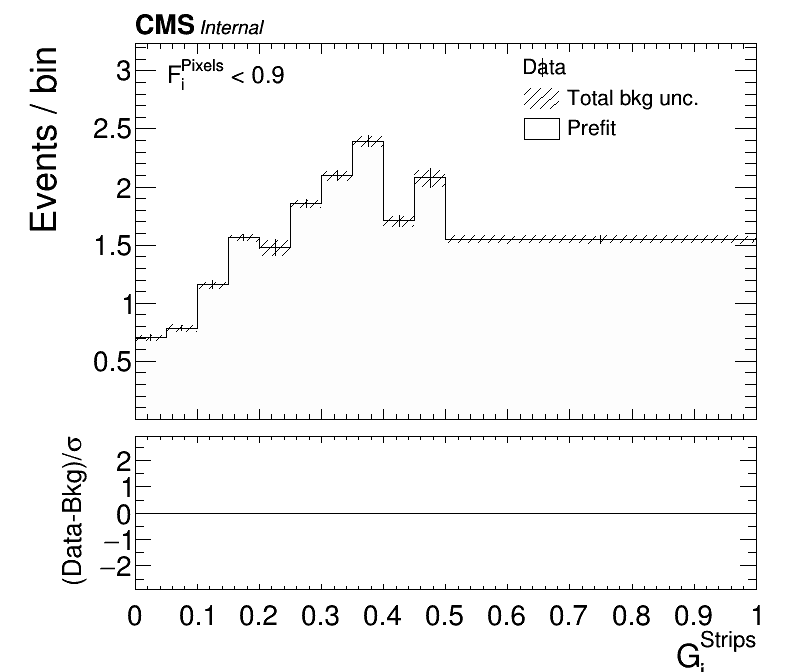 CMS Internal
F_i^Pixels < 0.9
Data
Total bkg unc.
Prefit
Events / bin
3
2.5
2
1.5
1
0.5
(Data-Bkg)/σ
2
1
0
−1
−2
0 0.1 0.2 0.3 0.4 0.5 0.6 0.7 0.8 0.9 1
G_i^Strips